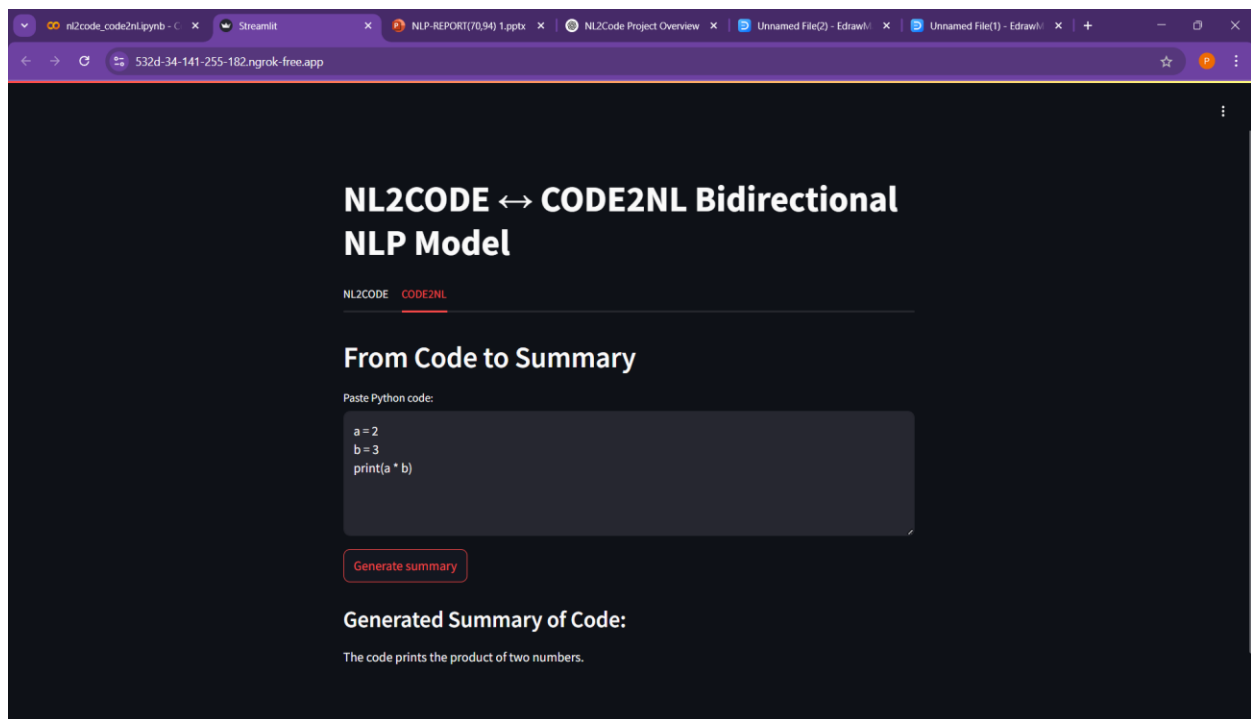 nl2code_code2nl.ipynb - C
Streamlit
NLP-REPORT(70,94) 1.pptx
NL2Code Project Overview
Unnamed File(2) - EdrawM
Unnamed File(1) - EdrawM
532d-34-141-255-182.ngrok-free.app
P
NL2CODE ↔ CODE2NL Bidirectional
NLP Model
NL2CODE CODE2NL
From Code to Summary
Paste Python code:
a = 2
b = 3
print(a * b)
Generate summary
Generated Summary of Code:
The code prints the product of two numbers.